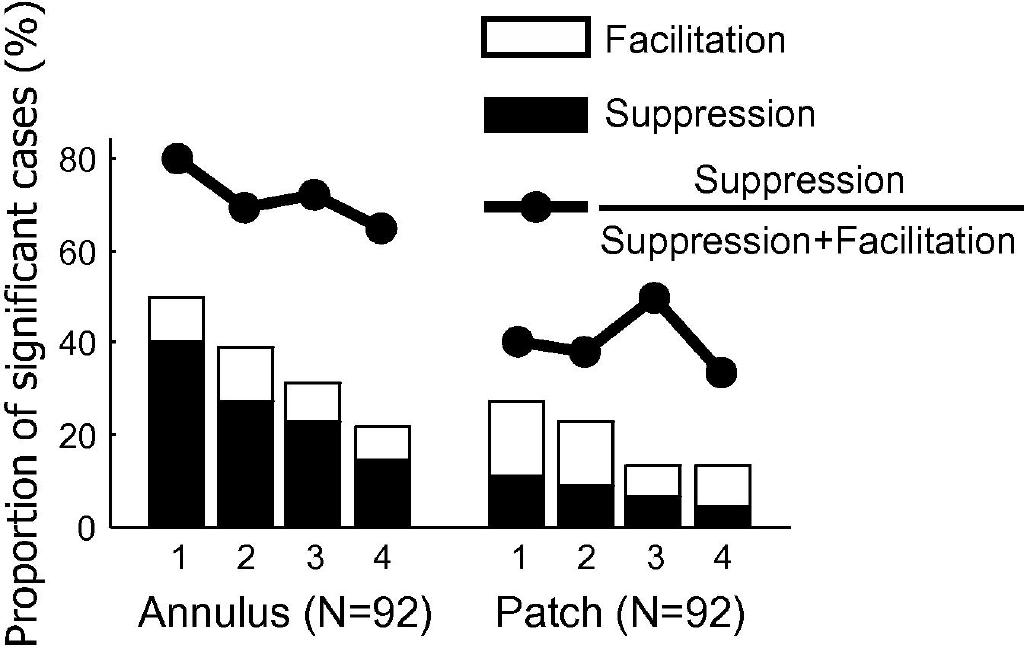 Proportion of significant cases (%)
Facilitation
Suppression
Suppression
Suppression+Facilitation
80
60
40
20
0
1 2 3 4 1 2 3 4
Annulus (N=92) Patch (N=92)